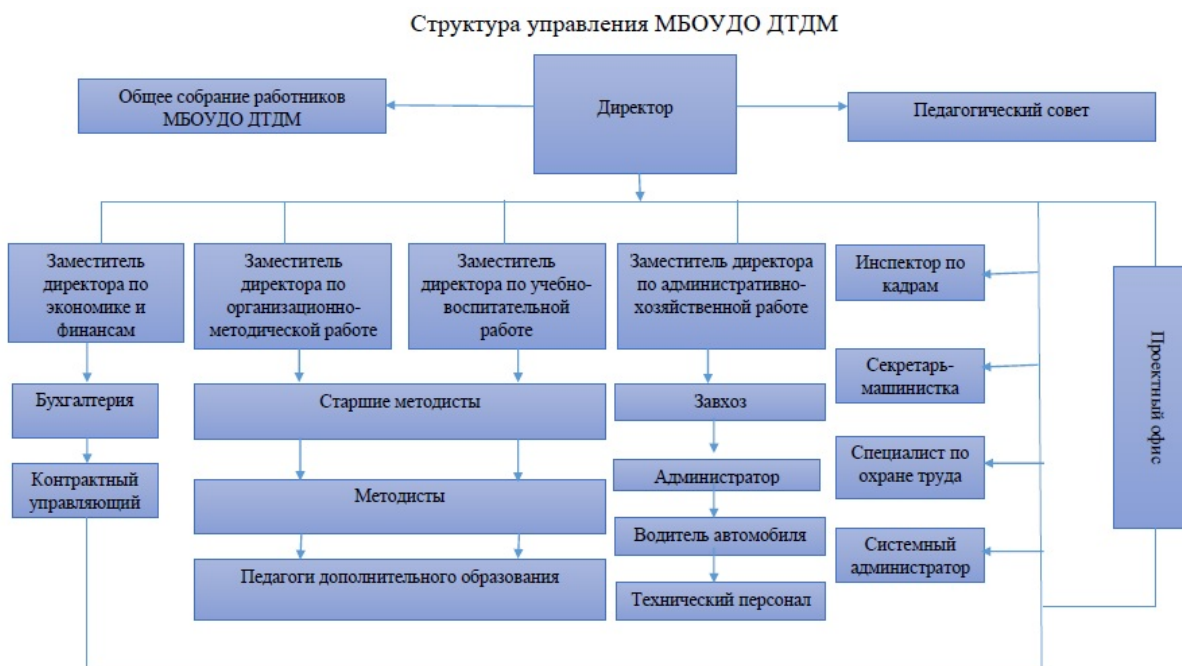 Структура управления МБОУДО ДТДМ
Общее собрание работников
МБОУДО ДТДМ
Директор
Педагогический совет
Заместитель
директора по
экономике и
финансам
Заместитель
директора по
организационно-
методической работе
Заместитель
директора по учебно-
воспитательной
работе
Заместитель директора
по административно-
хозяйственной работе
Инспектор по
кадрам
Проектный офис
Бухгалтерия
Старшие методисты
Завхоз
Секретарь-
машинистка
Контрактный
управляющий
Методисты
Администратор
Специалист по
охране труда
Водитель автомобиля
Системный
администратор
Педагоги дополнительного образования
Технический персонал